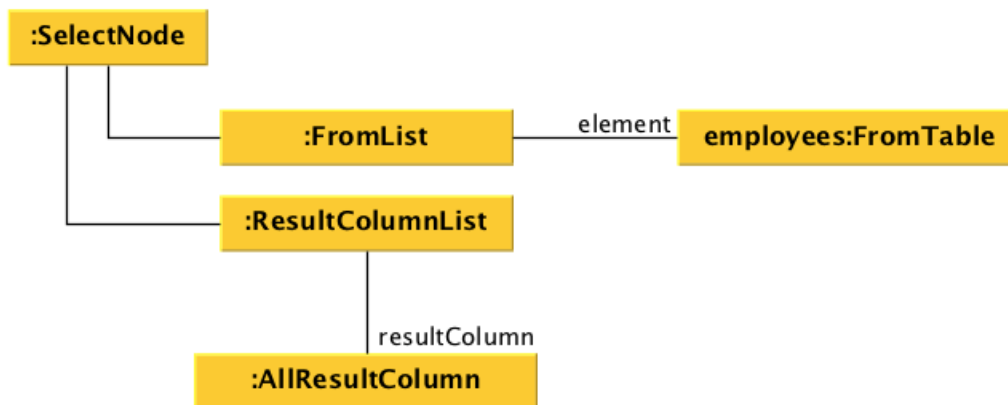 :SelectNode
:FromList
element
employees:FromTable
:ResultColumnList
resultColumn
:AllResultColumn